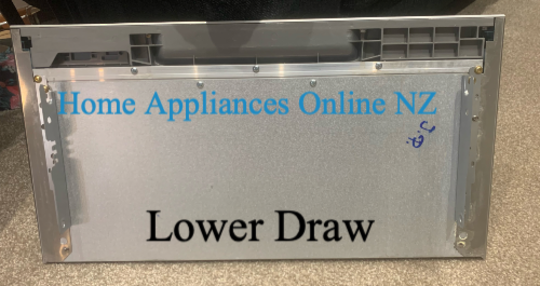 Home Appliances Online NZ
J.P.
Lower Draw